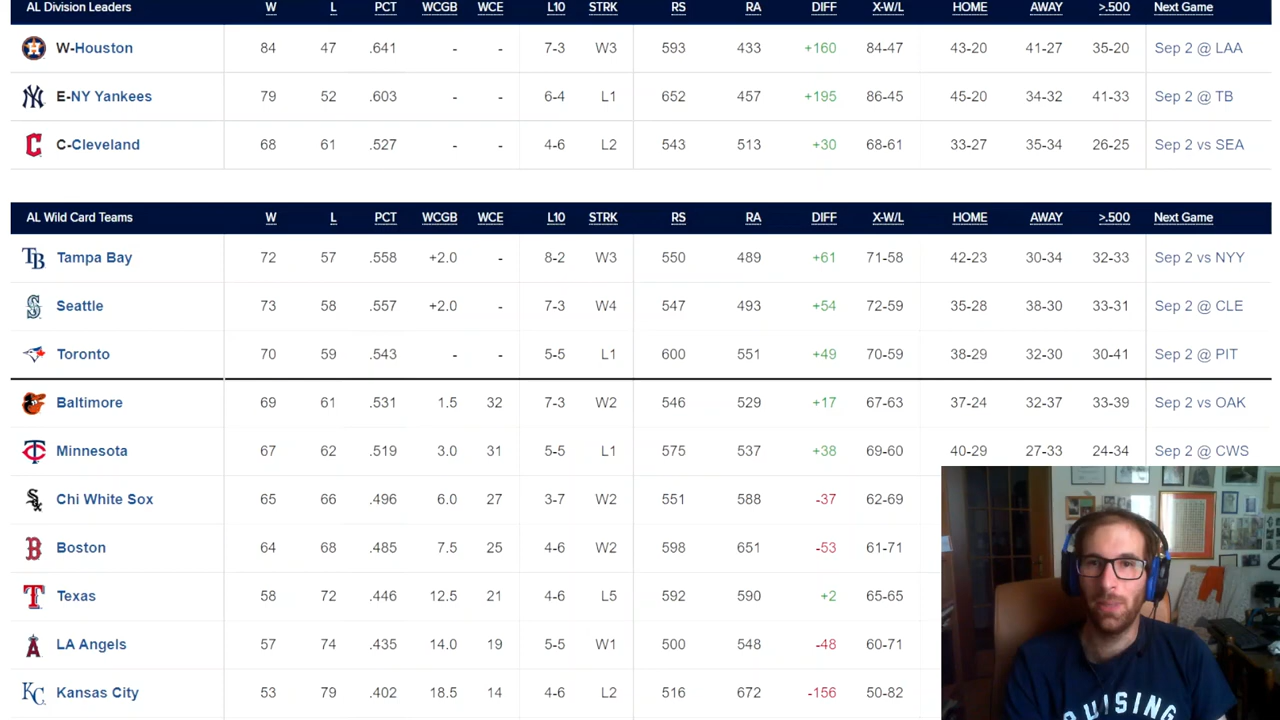 AL Division Leaders W L PCT WCGB WCE L10 STRK RS RA DIFF X-W/L HOME AWAY >.500 Next Game
W-Houston 84 47 .641 - - 7-3 W3 593 433 +160 84-47 43-20 41-27 35-20 Sep 2 @ LAA
E-NY Yankees 79 52 .603 - - 6-4 L1 652 457 +195 86-45 45-20 34-32 41-33 Sep 2 @ TB
C-Cleveland 68 61 .527 - - 4-6 L2 543 513 +30 68-61 33-27 35-34 26-25 Sep 2 vs SEA
AL Wild Card Teams W L PCT WCGB WCE L10 STRK RS RA DIFF X-W/L HOME AWAY >.500 Next Game
TB Tampa Bay 72 57 .558 +2.0 - 8-2 W3 550 489 +61 71-58 42-23 30-34 32-33 Sep 2 vs NYY
Seattle 73 58 .557 +2.0 - 7-3 W4 547 493 +54 72-59 35-28 38-30 33-31 Sep 2 @ CLE
Toronto 70 59 .543 - - 5-5 L1 600 551 +49 70-59 38-29 32-30 30-41 Sep 2 @ PIT
Baltimore 69 61 .531 1.5 32 7-3 W2 546 529 +17 67-63 37-24 32-37 33-39 Sep 2 vs OAK
Minnesota 67 62 .519 3.0 31 5-5 L1 575 537 +38 69-60 40-29 27-33 24-34 Sep 2 @ CWS
Chi White Sox 65 66 .496 6.0 27 3-7 W2 551 588 -37 62-69
Boston 64 68 .485 7.5 25 4-6 W2 598 651 -53 61-71
Texas 58 72 .446 12.5 21 4-6 L5 592 590 +2 65-65
LA Angels 57 74 .435 14.0 19 5-5 W1 500 548 -48 60-71
KC Kansas City 53 79 .402 18.5 14 4-6 L2 516 672 -156 50-82